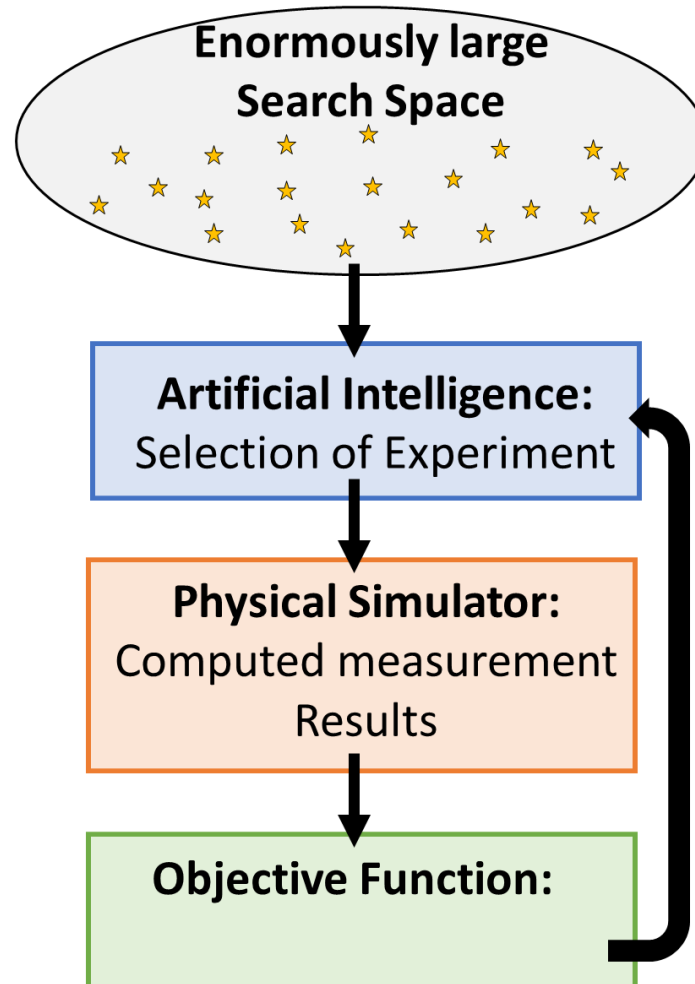 Enormously large
Search Space
Artificial Intelligence:
Selection of Experiment
Physical Simulator:
Computed measurement
Results
Objective Function: